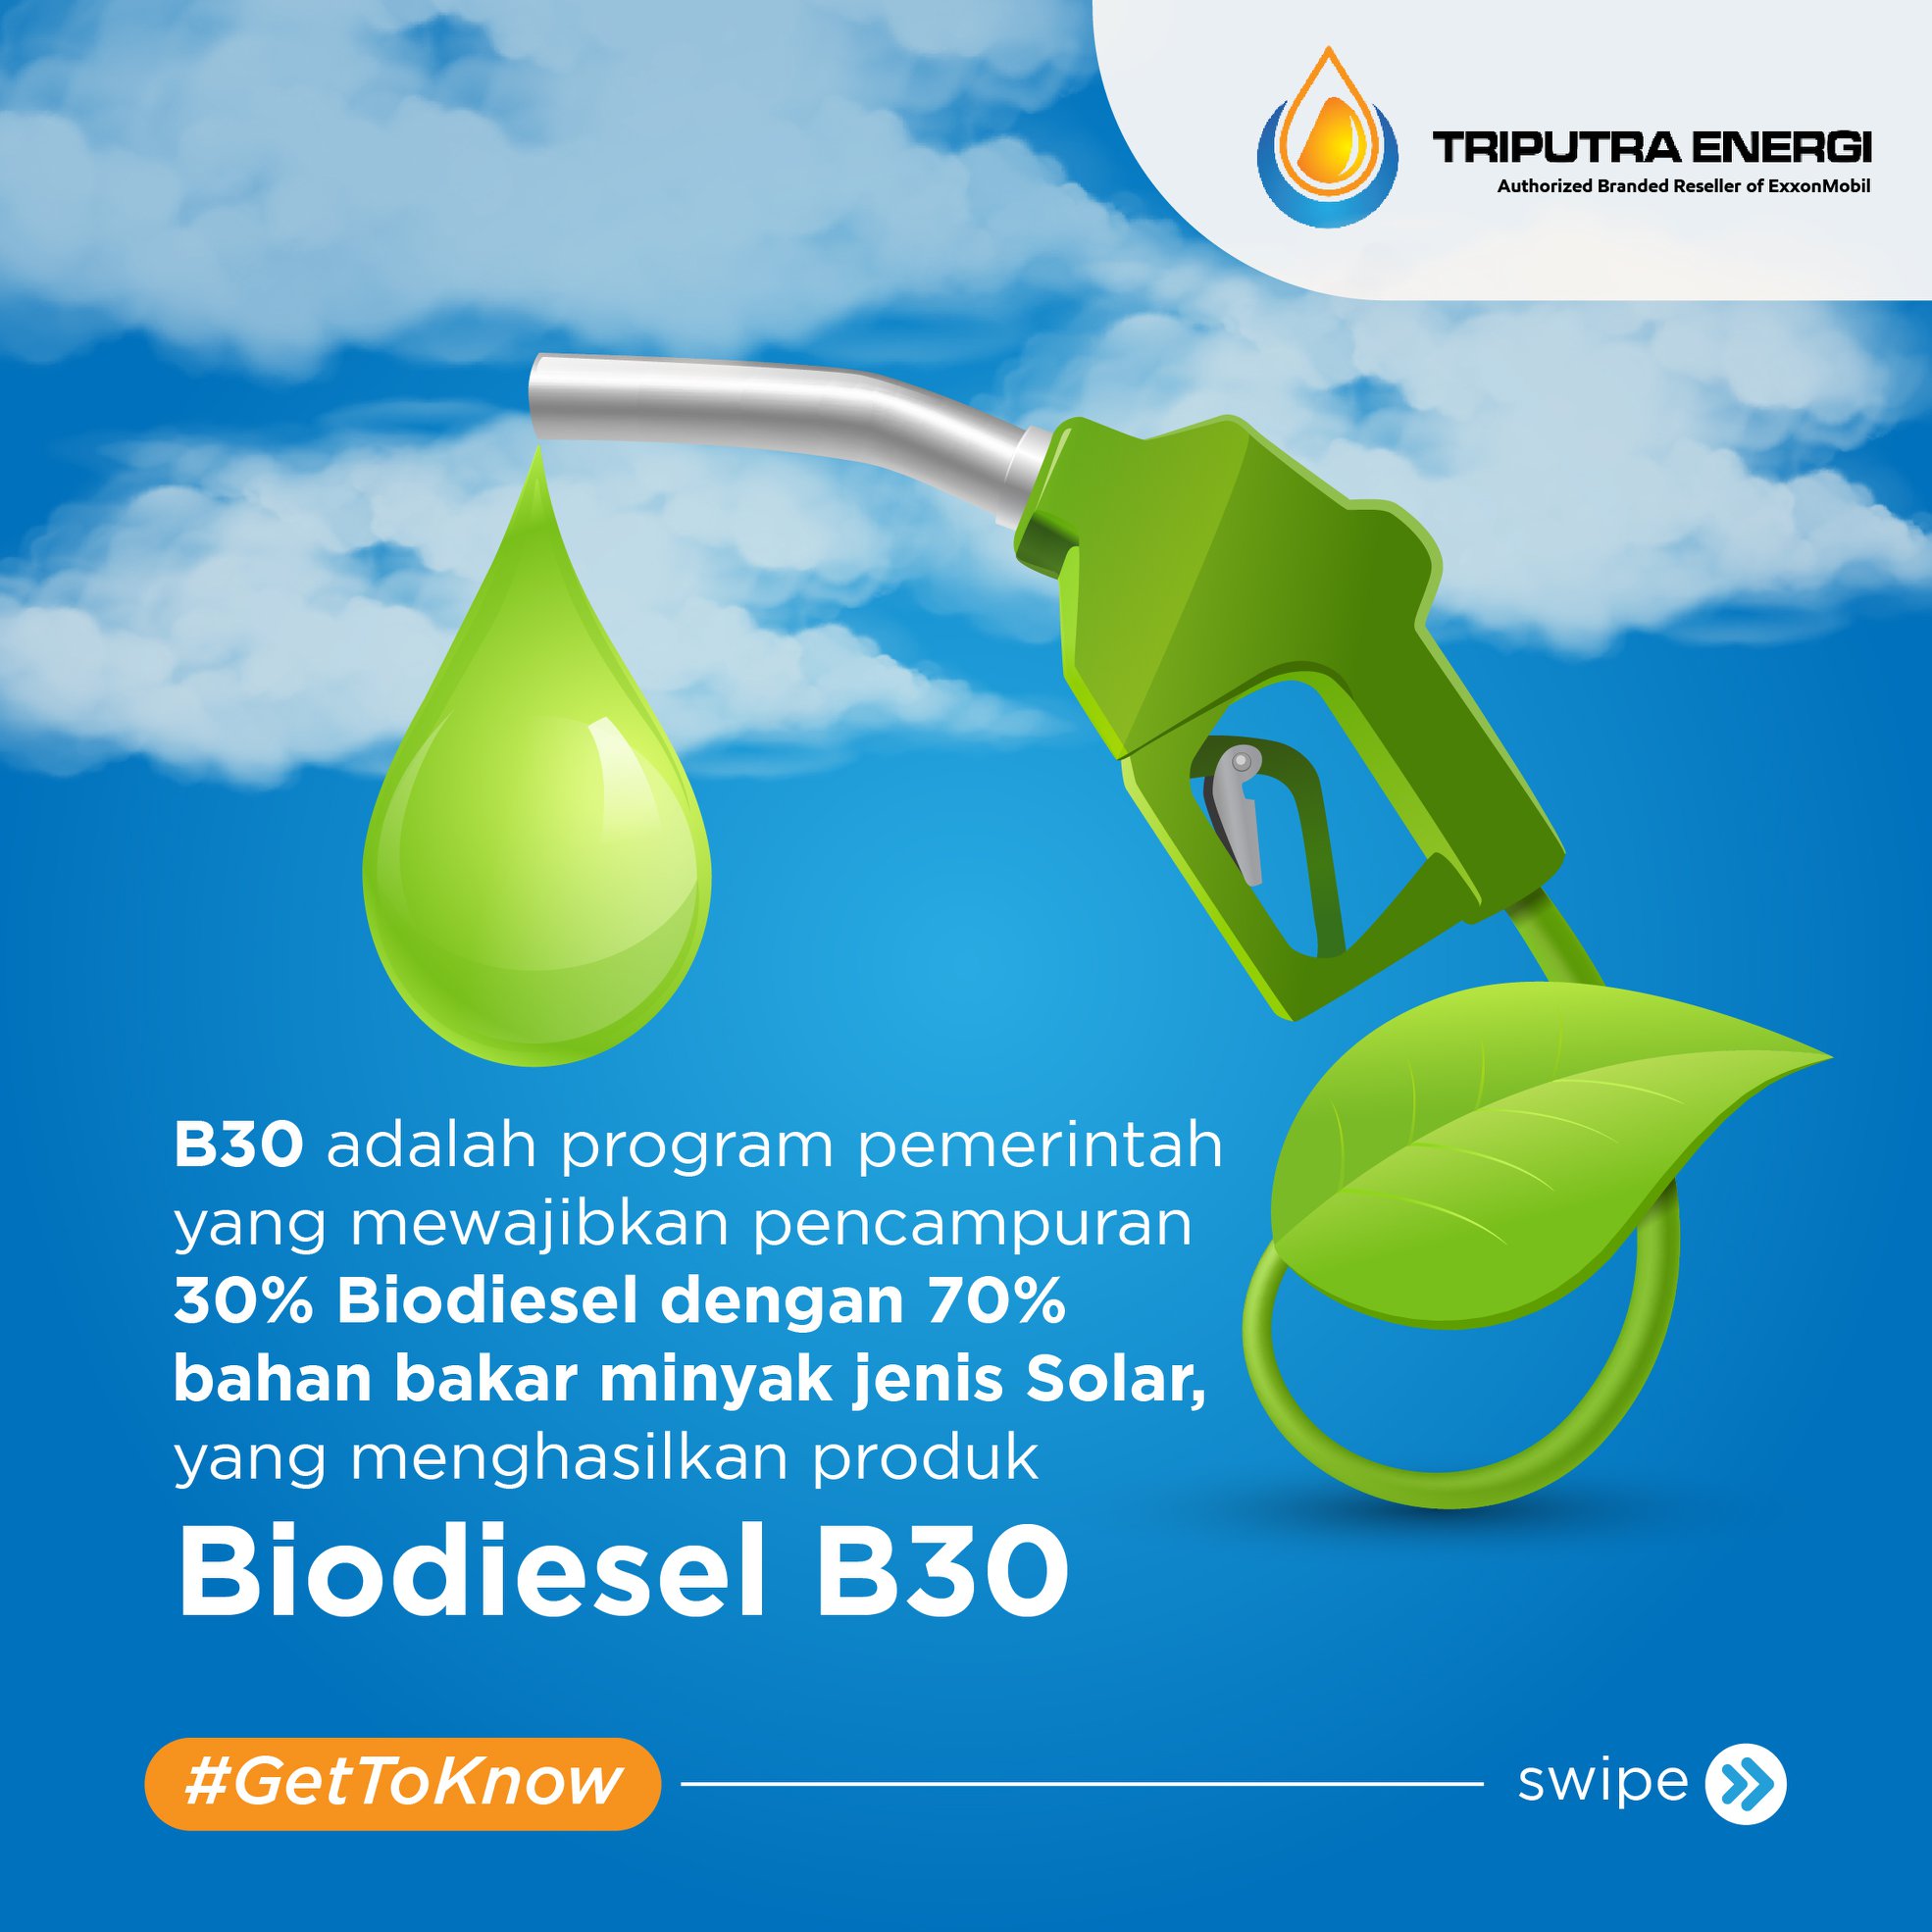 TRIPUTRA ENERGI
Authorized Branded Reseller of ExxonMobil
B30 adalah program pemerintah
yang mewajibkan pencampuran
30% Biodiesel dengan 70%
bahan bakar minyak jenis Solar,
yang menghasilkan produk
Biodiesel B30
#GetToKnow
swipe